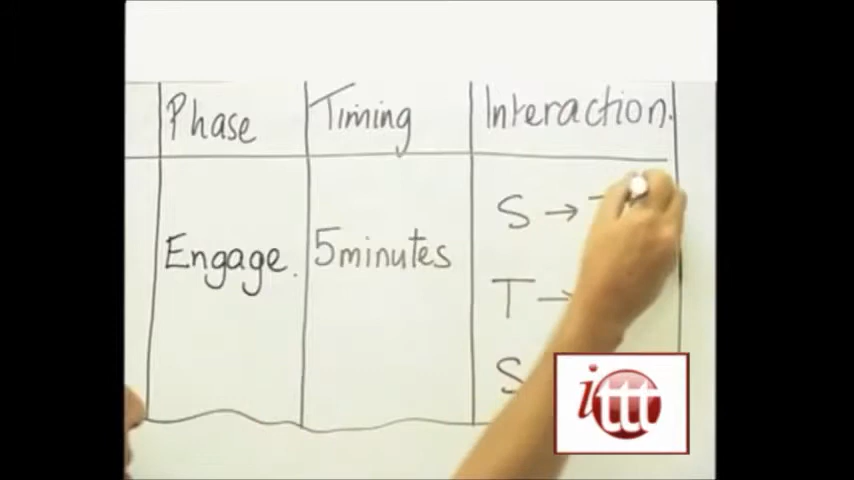 Phase Timing Interaction.
S → T
Engage. 5minutes
T →
S
ittt